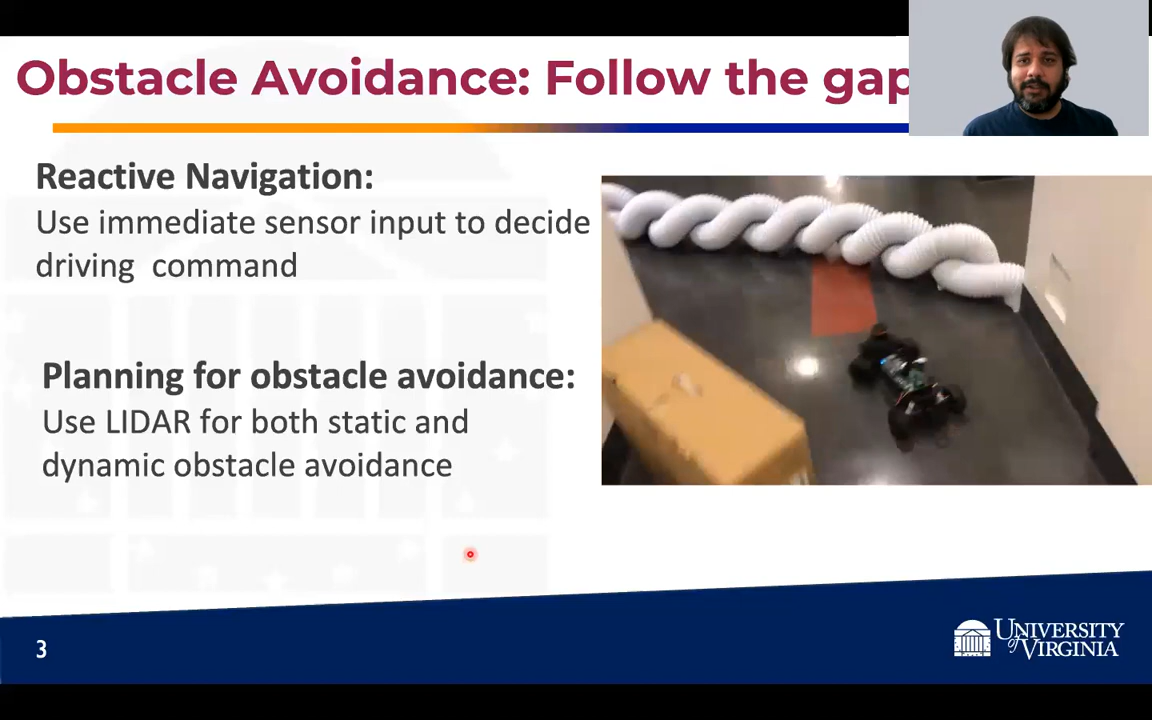 Obstacle Avoidance: Follow the gap
Reactive Navigation:
Use immediate sensor input to decide
driving command
Planning for obstacle avoidance:
Use LIDAR for both static and
dynamic obstacle avoidance
3
UNIVERSITY
of VIRGINIA